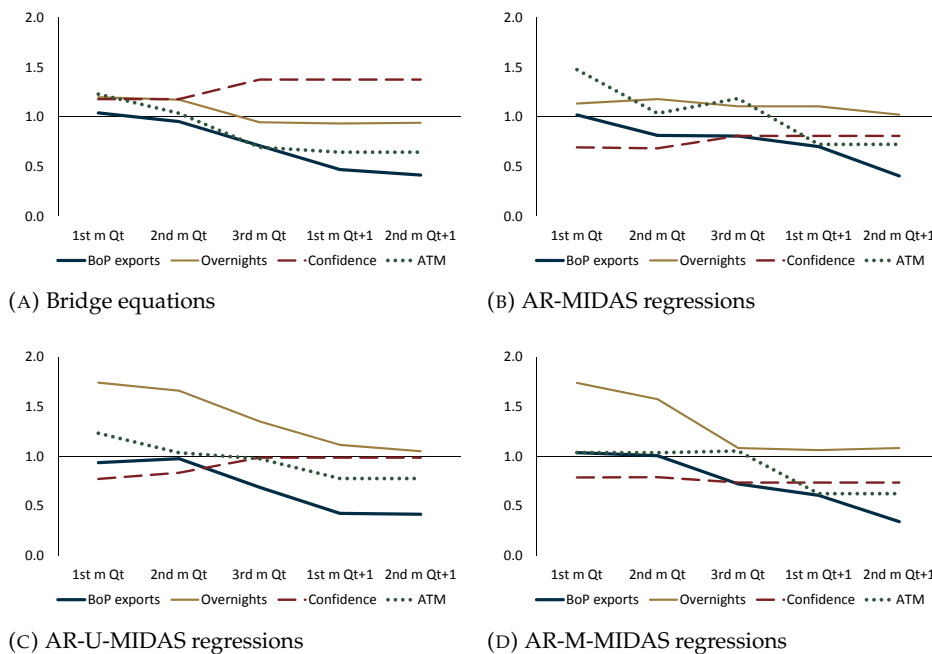 2.0
1.5
1.0
0.5
0.0
1st m Qt 2nd m Qt 3rd m Qt 1st m Qt+1 2nd m Qt+1
BoP exports Overnights Confidence ATM
(A) Bridge equations
2.0
1.5
1.0
0.5
0.0
1st m Qt 2nd m Qt 3rd m Qt 1st m Qt+1 2nd m Qt+1
BoP exports Overnights Confidence ATM
(B) AR-MIDAS regressions
2.0
1.5
1.0
0.5
0.0
1st m Qt 2nd m Qt 3rd m Qt 1st m Qt+1 2nd m Qt+1
BoP exports Overnights Confidence ATM
(C) AR-U-MIDAS regressions
2.0
1.5
1.0
0.5
0.0
1st m Qt 2nd m Qt 3rd m Qt 1st m Qt+1 2nd m Qt+1
BoP exports Overnights Confidence ATM
(D) AR-M-MIDAS regressions